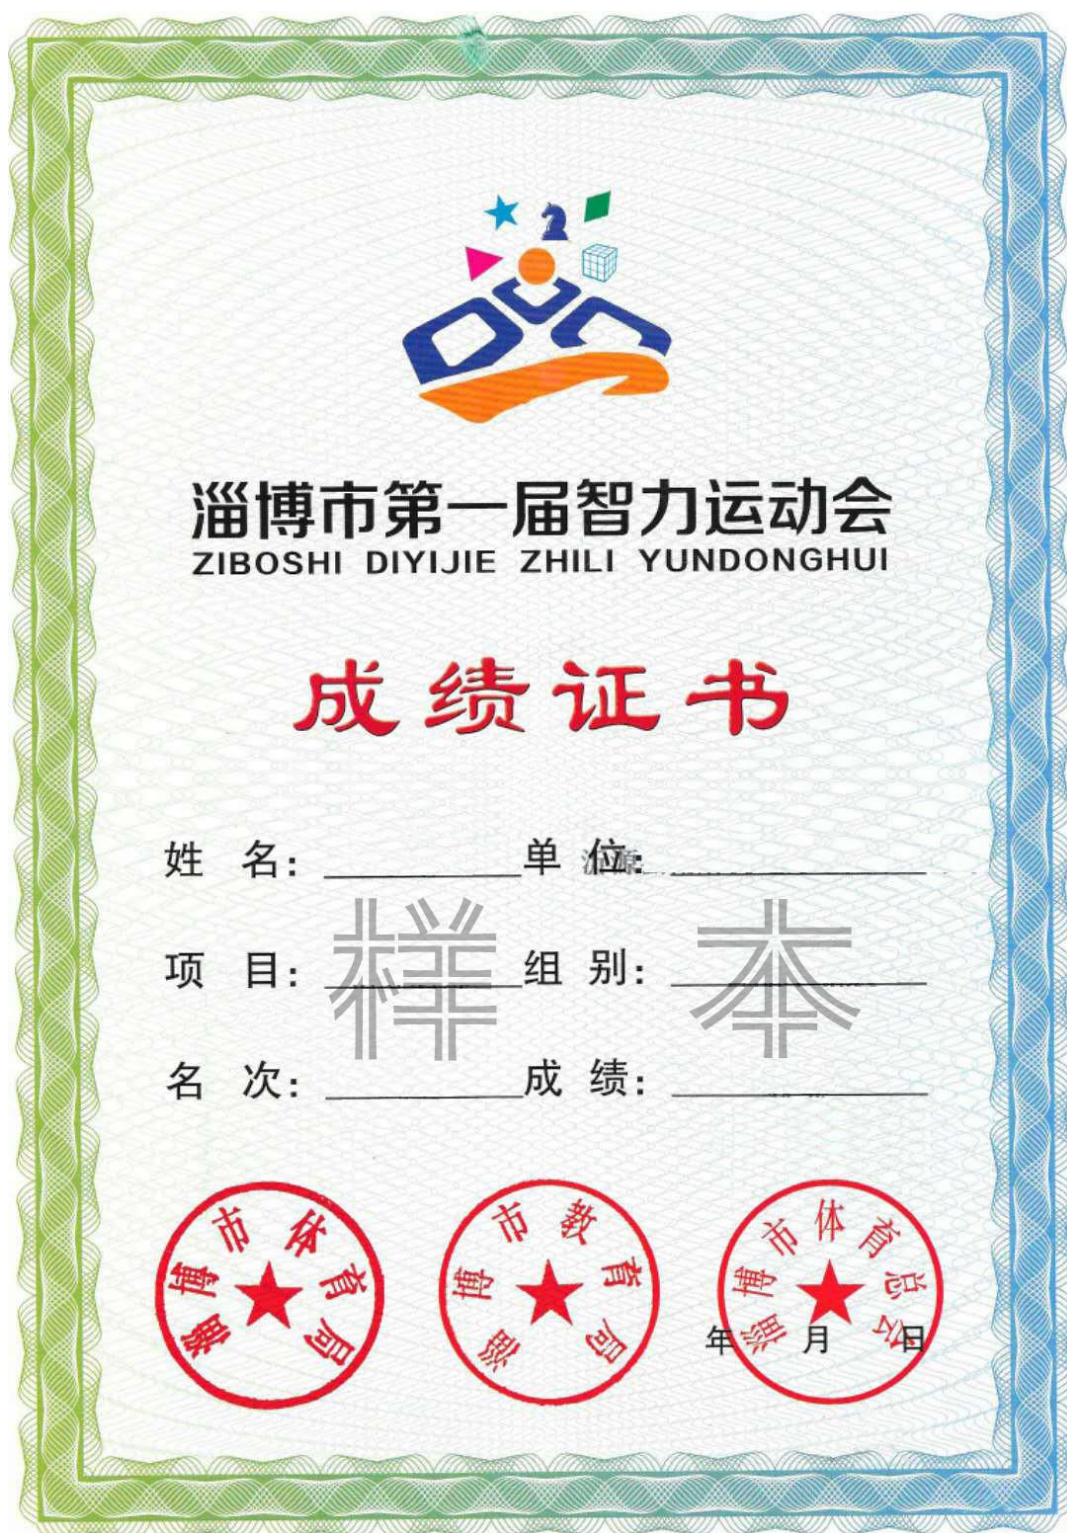 淄博市第一届智力运动会
ZIBOSHI DIYIJIE ZHILI YUNDONGHUI
成绩证书
姓 名: 单 位:
样 本
项 目: 组 别:
名 次: 成 绩:
淄博市体育局
淄博市教育局
淄博市体育总会
年 月 日